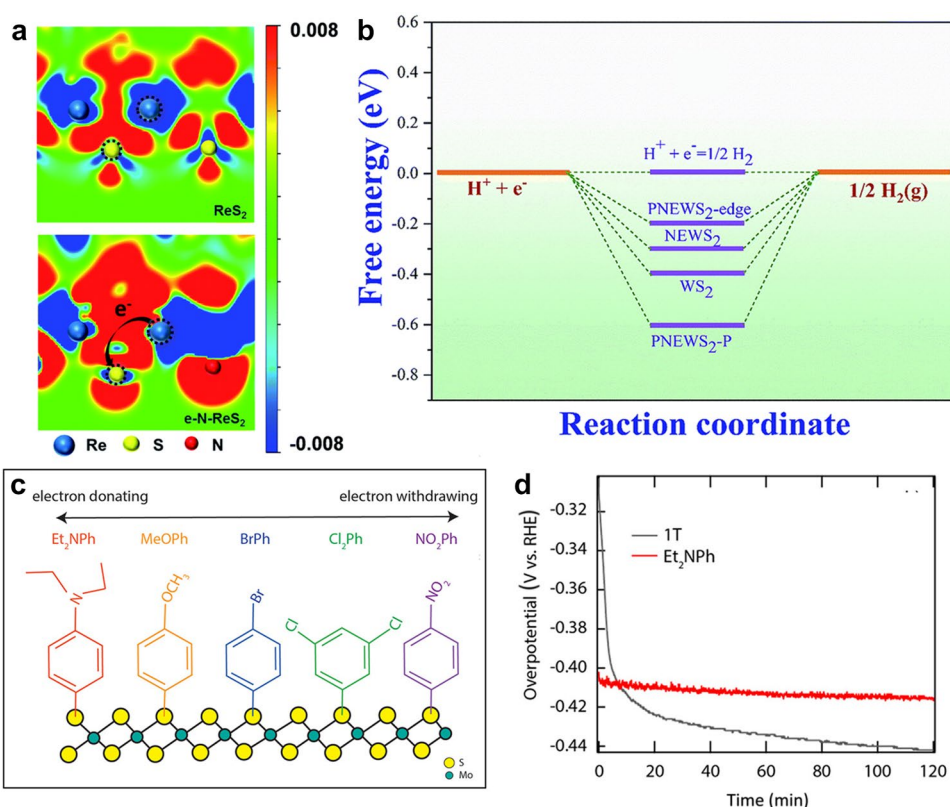 a
0.008
ReS2
e-
e-N-ReS2
Re S N
-0.008
b
Free energy (eV)
0.6
0.4
0.2
0.0
-0.2
-0.4
-0.6
-0.8
H+ + e-
H+ + e-=1/2 H2
1/2 H2(g)
PNEWS2-edge
NEWS2
WS2
PNEWS2-P
Reaction coordinate
c
electron donating electron withdrawing
Et2NPh MeOPh BrPh Cl2Ph NO2Ph
N
OCH3
Br
Cl
Cl
NO2
S
Mo
d
Overpotential (V vs. RHE)
-0.32
-0.34
-0.36
-0.38
-0.40
-0.42
-0.44
1T
Et2NPh
0 20 40 60 80 100 120
Time (min)